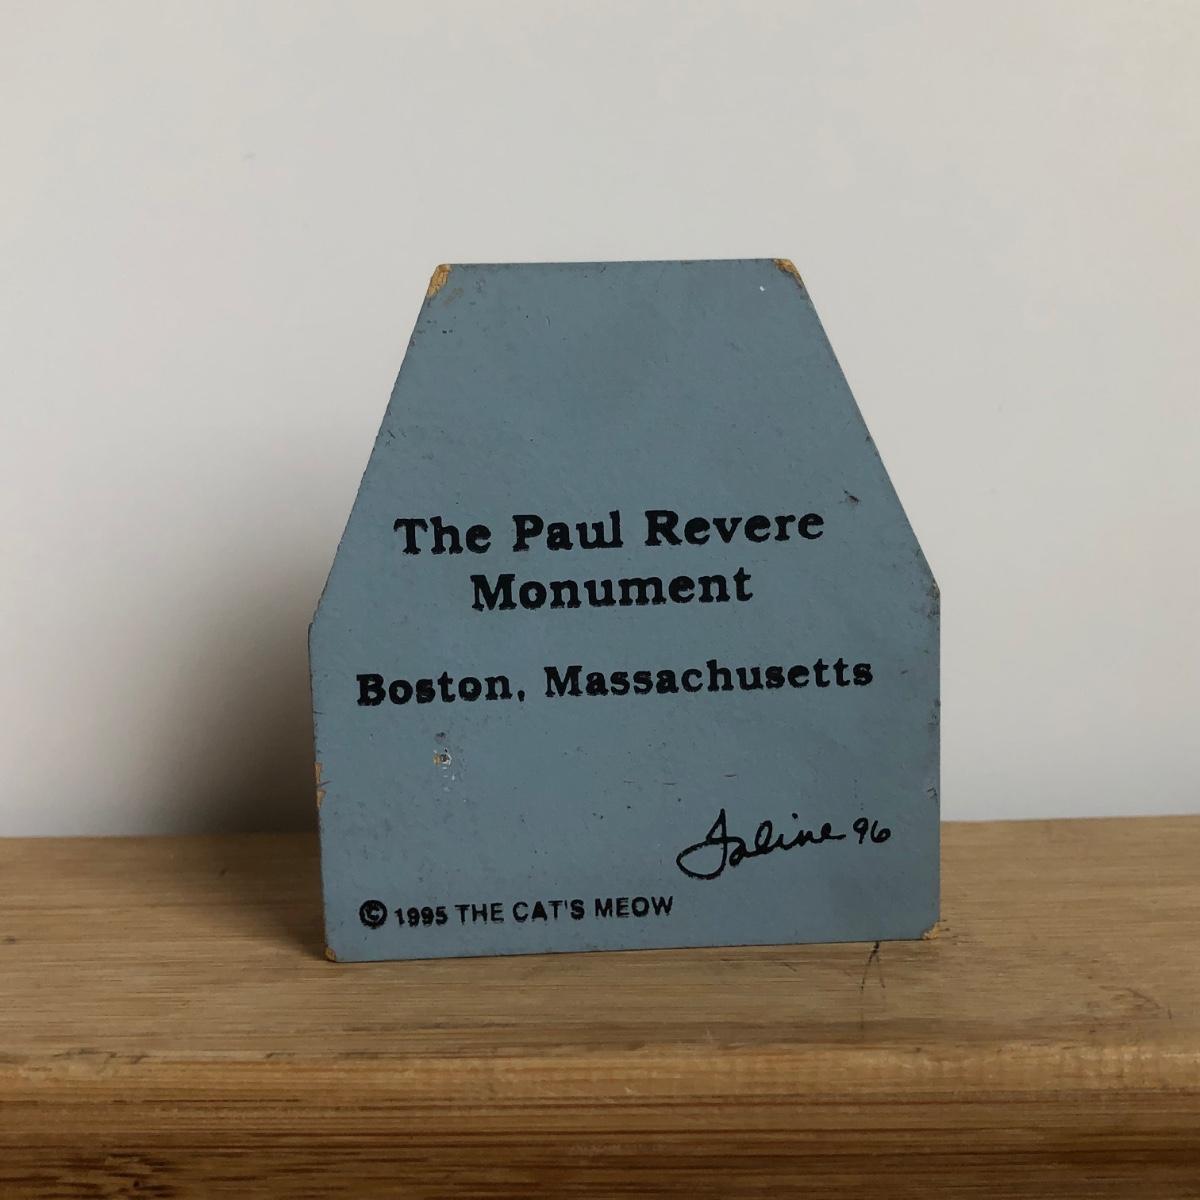 The Paul Revere
Monument
Boston, Massachusetts
Faline 96
© 1995 THE CAT'S MEOW